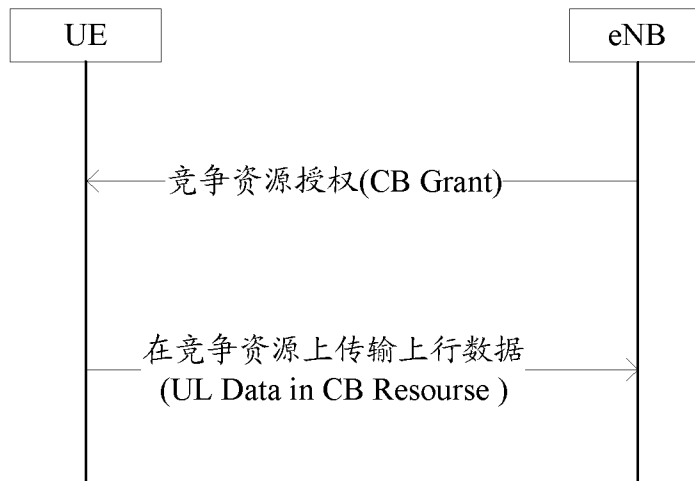 UE
eNB
竞争资源授权(CB Grant)
在竞争资源上传输上行数据
(UL Data in CB Resourse )